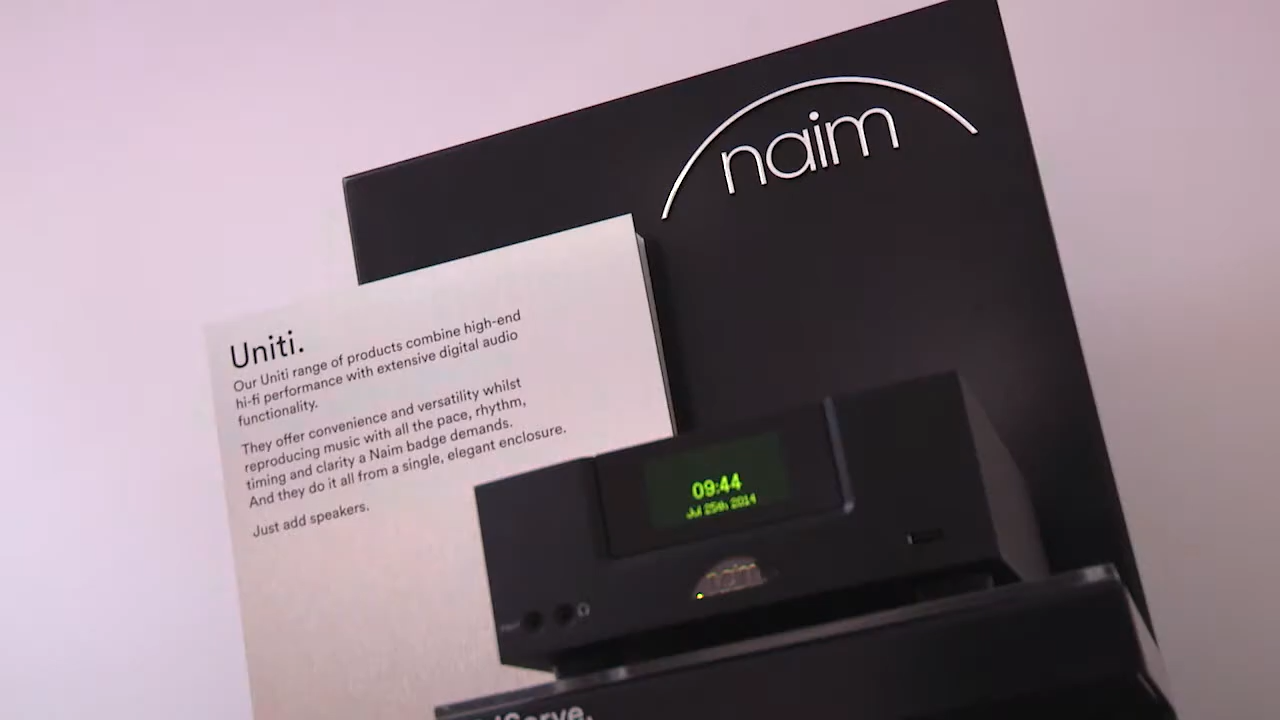 naim
Uniti.
Our Uniti range of products combine high-end
hi-fi performance with extensive digital audio
functionality.
They offer convenience and versatility whilst
reproducing music with all the pace, rhythm,
timing and clarity a Naim badge demands.
And they do it all from a single, elegant enclosure.
Just add speakers.
09:44
Jul 25th 2014
naim